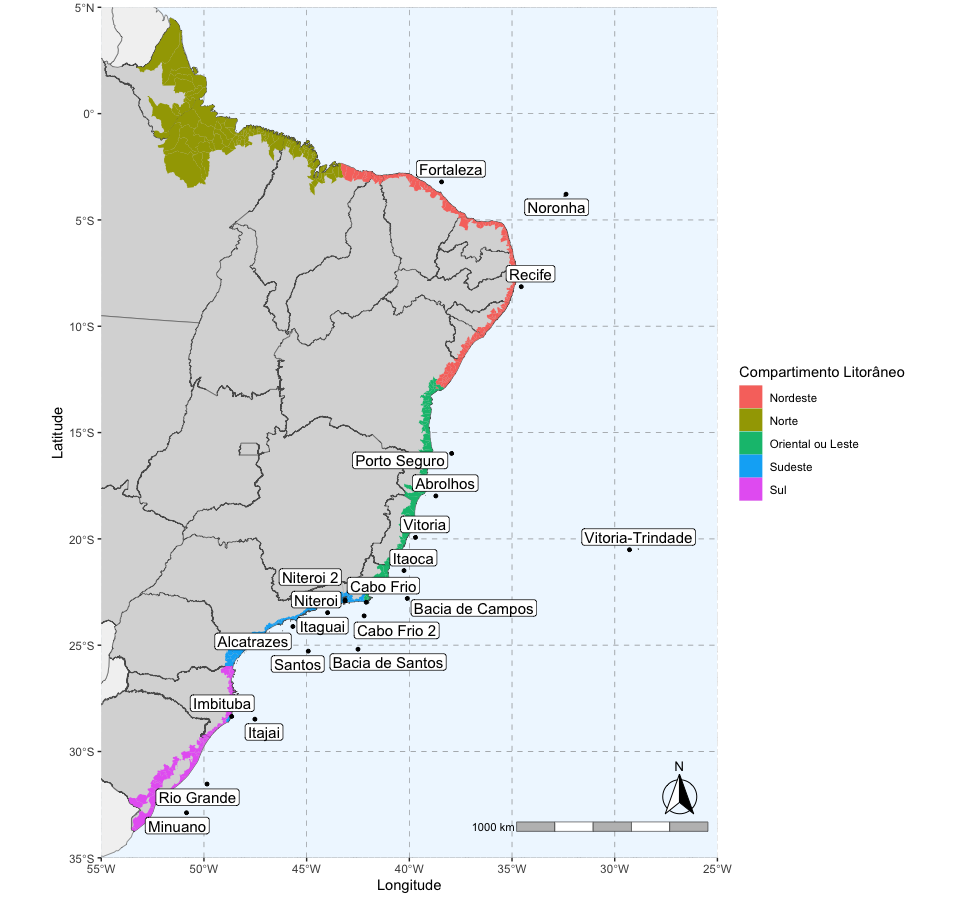 5°N
0°
5°S
10°S
15°S
20°S
25°S
30°S
35°S
Latitude
Fortaleza
Noronha
Recife
Porto Seguro
Abrolhos
Vitoria
Vitoria-Trindade
Itaoca
Niteroi 2
Cabo Frio
Niteroi
Bacia de Campos
Itaguai
Cabo Frio 2
Alcatrazes
Santos
Bacia de Santos
Imbituba
Itajai
Rio Grande
Minuano
N
1000 km
55°W
50°W
45°W
40°W
35°W
30°W
25°W
Longitude
Compartimento Litorâneo
Nordeste
Norte
Oriental ou Leste
Sudeste
Sul